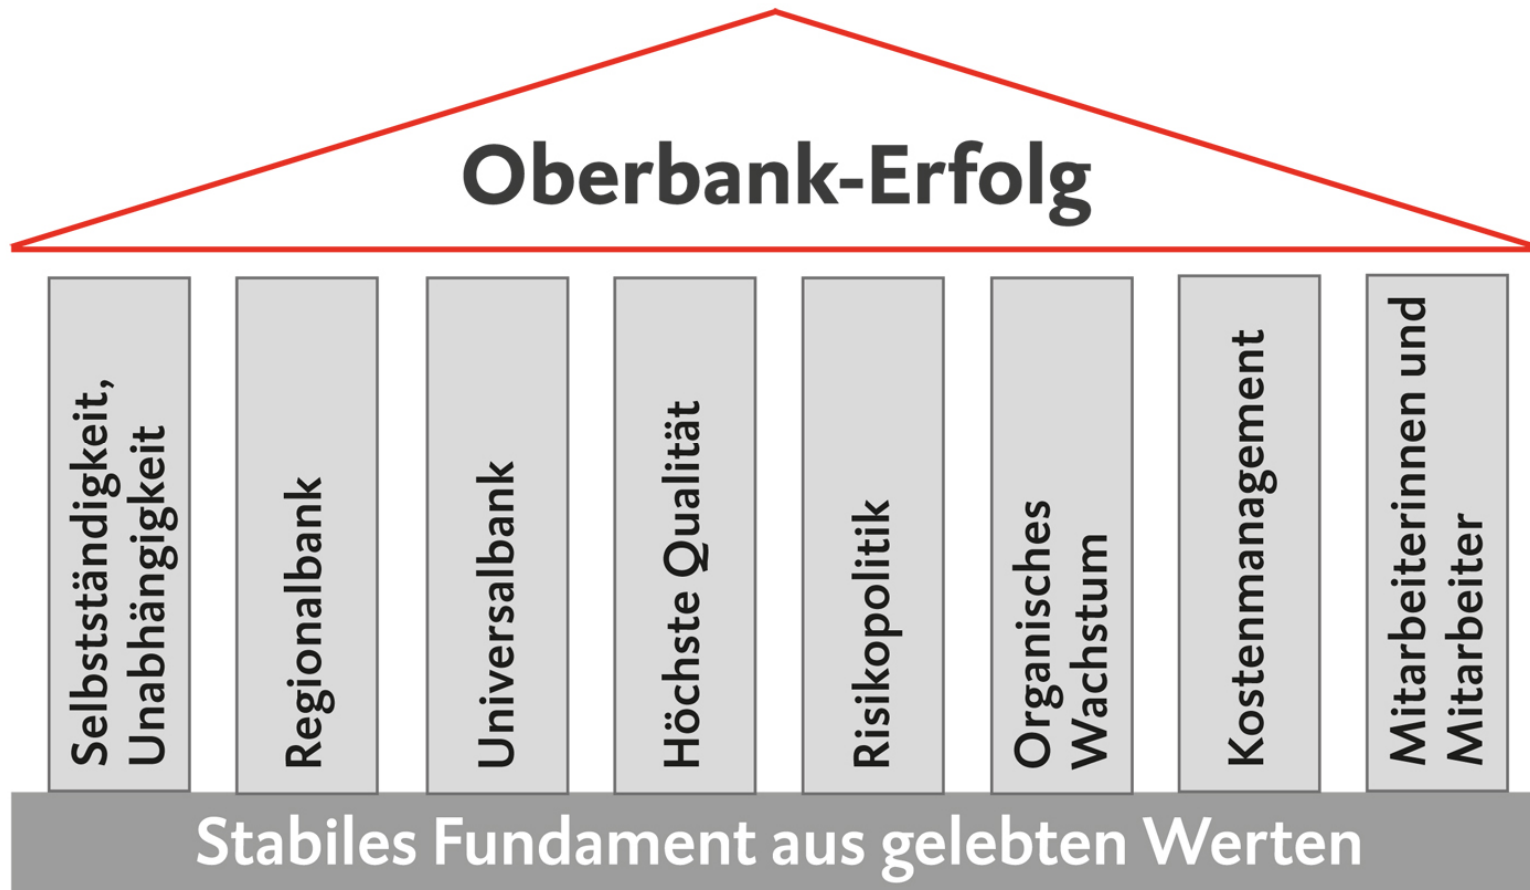 Oberbank-Erfolg
Selbstständigkeit,
Unabhängigkeit
Regionalbank
Universalbank
Höchste Qualität
Risikopolitik
Organisches
Wachstum
Kostenmanagement
Mitarbeiterinnen und
Mitarbeiter
Stabiles Fundament aus gelebten Werten